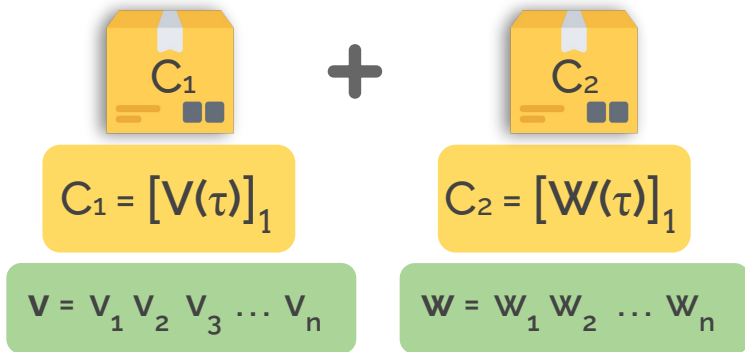 C₁ + C₂
C₁ = [V(τ)]₁ C₂ = [W(τ)]₁
v = v₁ v₂ v₃ ... vₙ w = w₁ w₂ ... wₙ